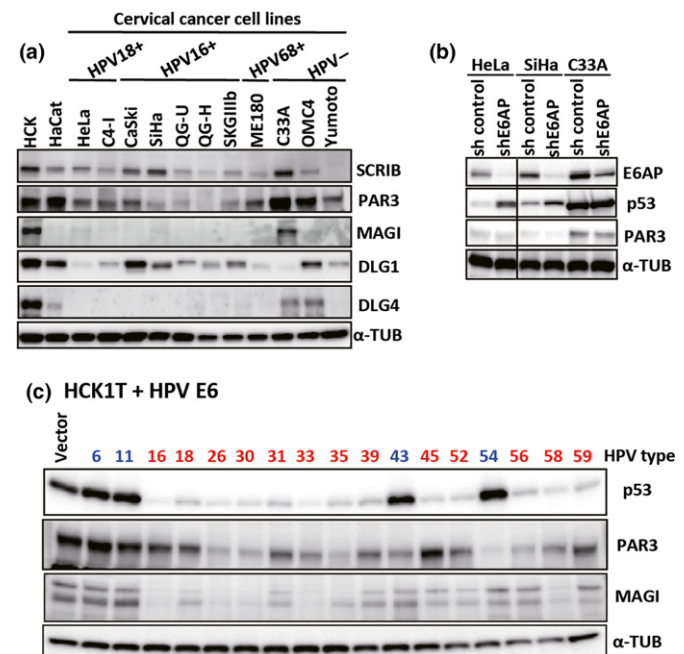 Cervical cancer cell lines
(a)
HPV18+ HPV16+ HPV68+ HPV–
HCK HaCat HeLa C4-I CaSki SiHa QG-U QG-H SKGIIIb ME180 C33A OMC4 Yumoto
SCRIB
PAR3
MAGI
DLG1
DLG4
α-TUB
(b)
HeLa SiHa C33A
sh control shE6AP sh control shE6AP sh control shE6AP
E6AP
p53
PAR3
α-TUB
(c) HCK1T + HPV E6
Vector 6 11 16 18 26 30 31 33 35 39 43 45 52 54 56 58 59 HPV type
p53
PAR3
MAGI
α-TUB